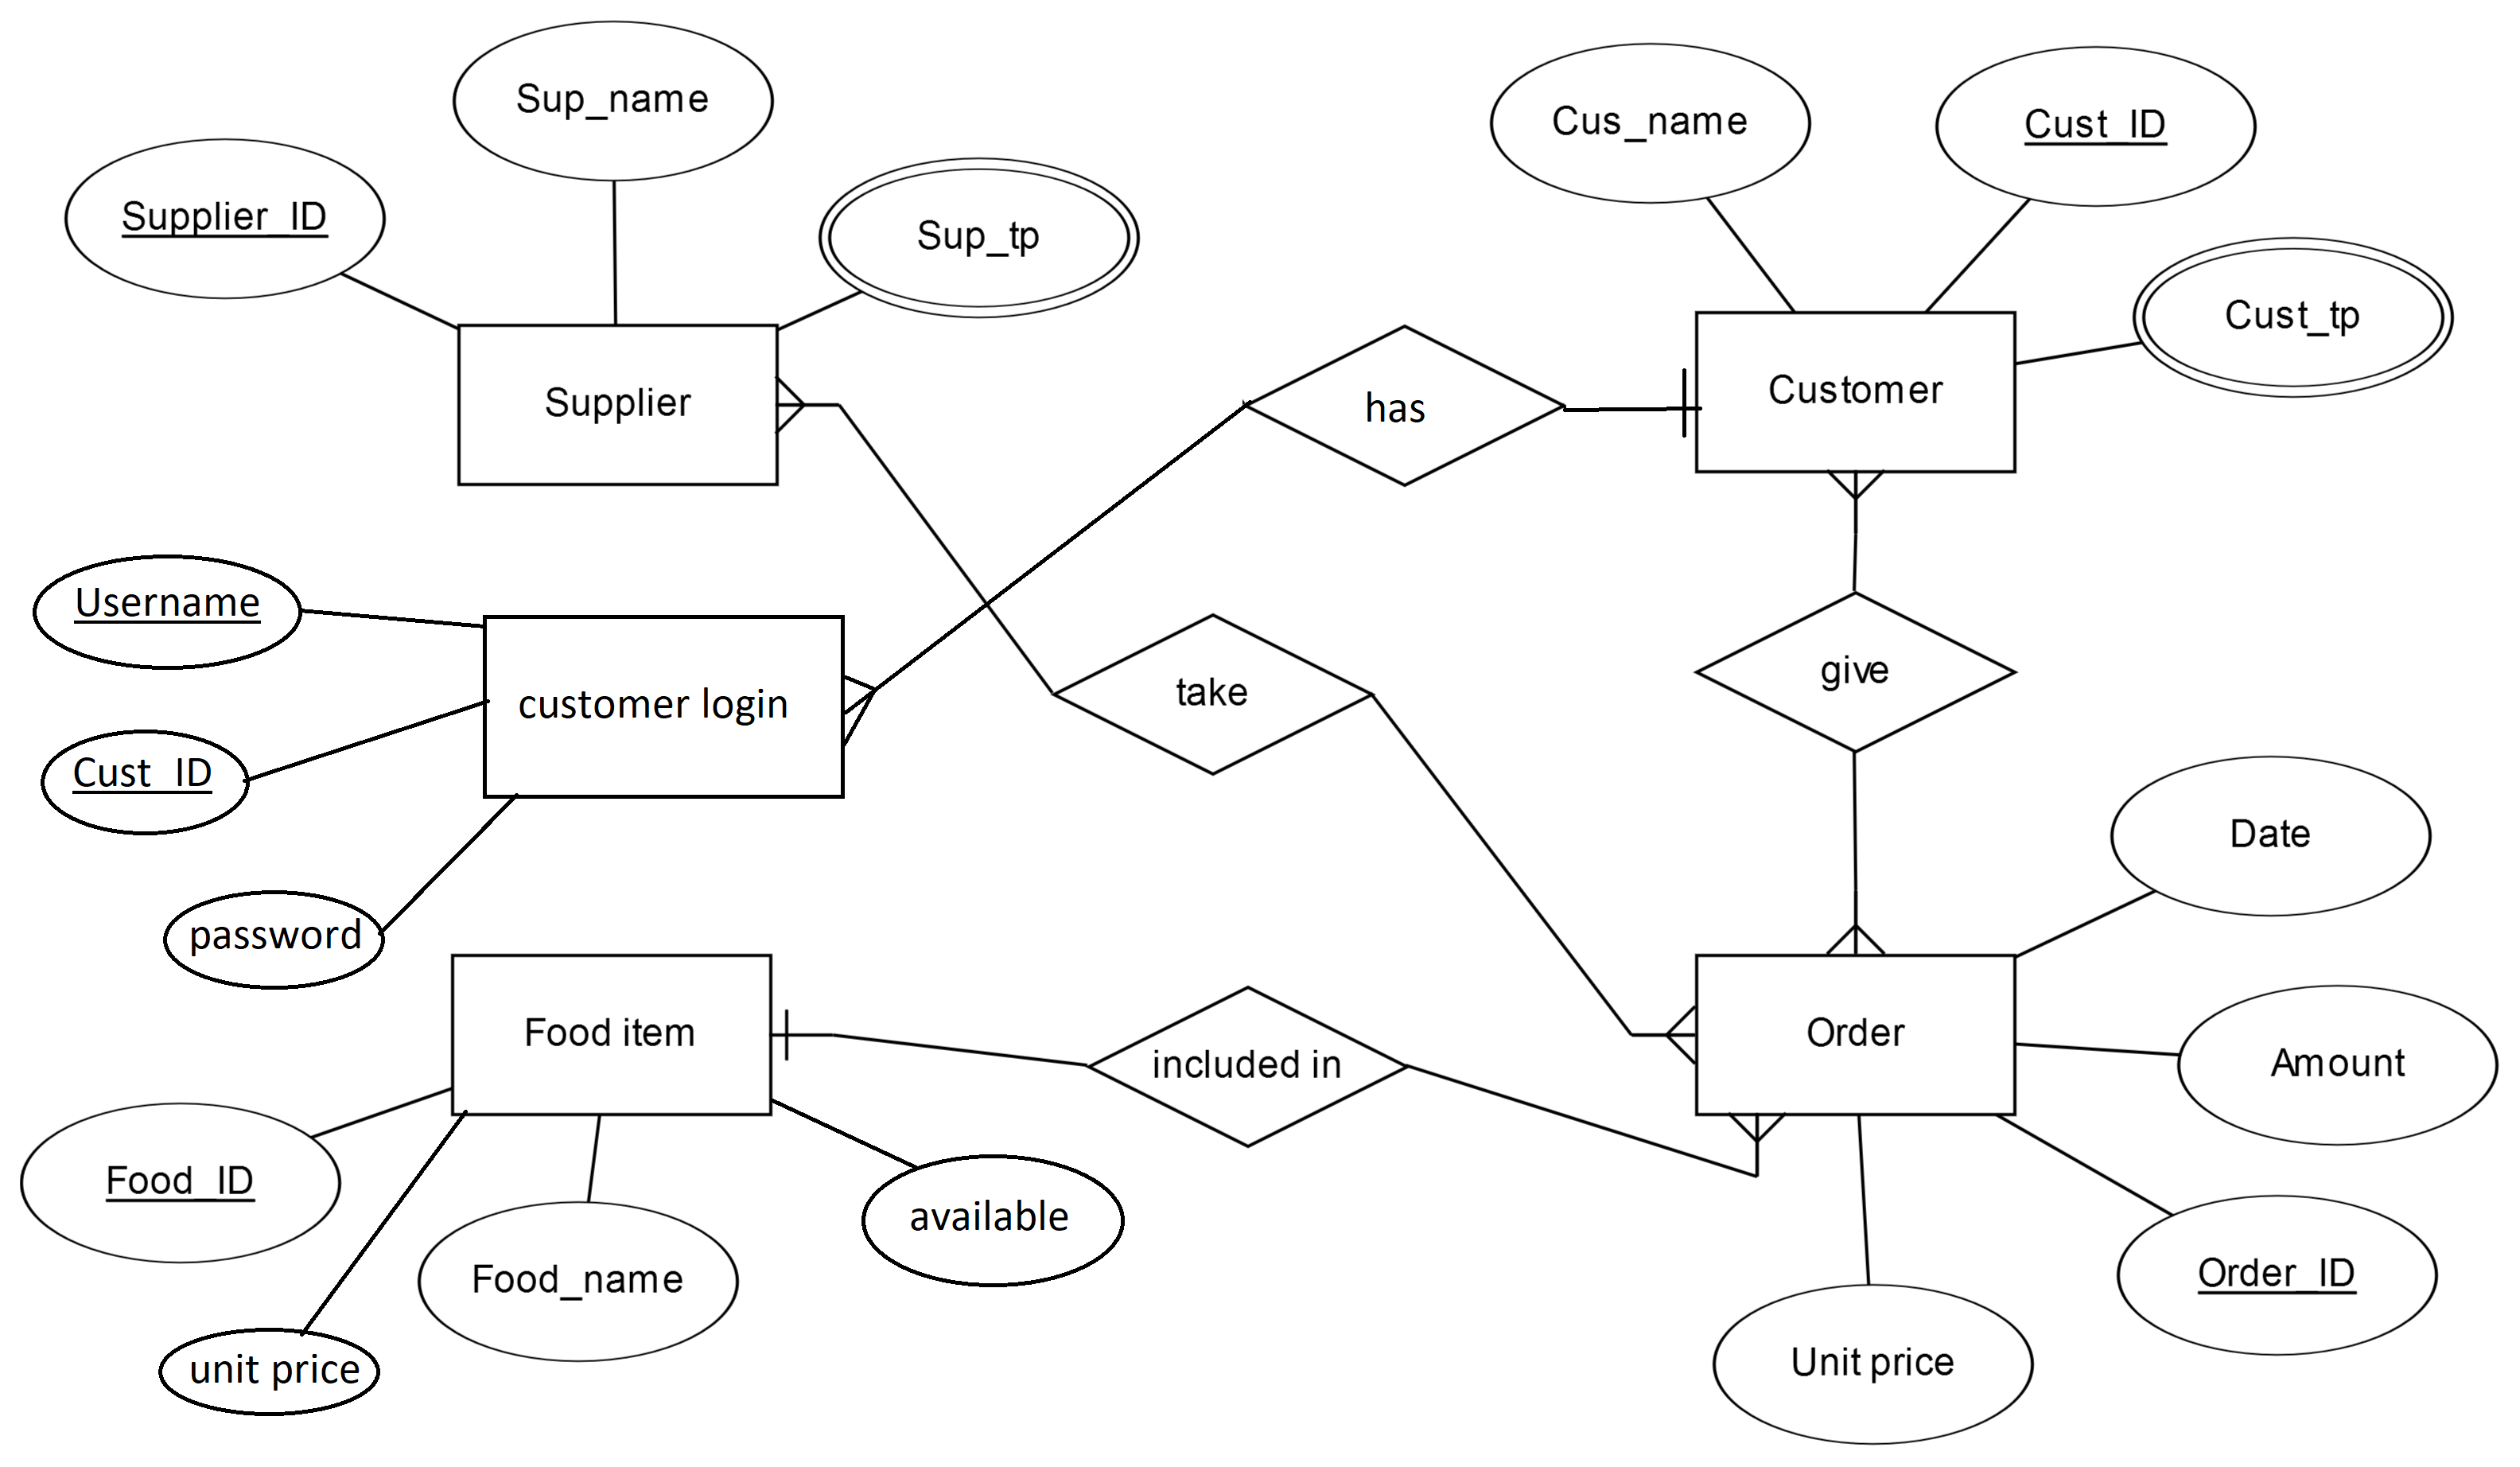 Sup_name
Cus_name
Cust_ID
Supplier_ID
Sup_tp
Cust_tp
Supplier
has
Customer
Username
customer login
take
give
Cust_ID
Date
password
Food item
included in
Order
Amount
Food_ID
available
Food_name
Order_ID
unit price
Unit price